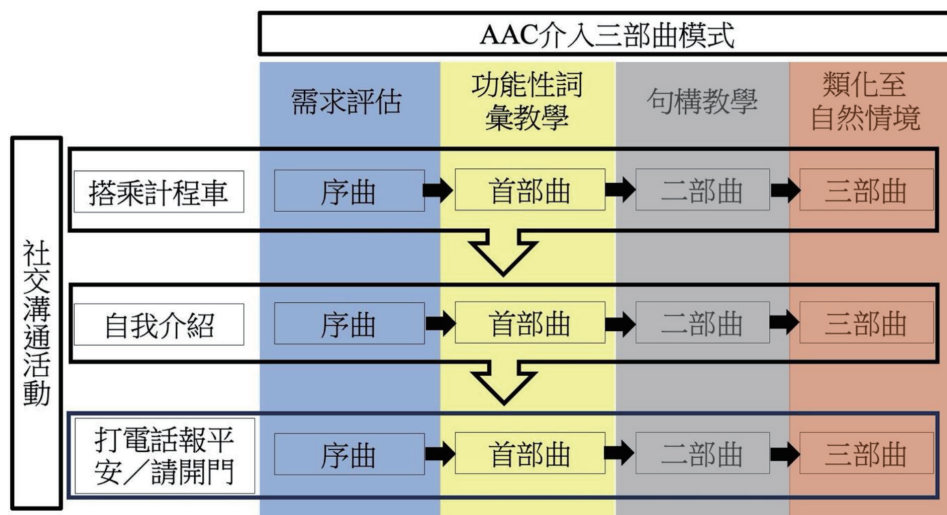 AAC介入三部曲模式
需求評估
功能性詞
彙教學
句構教學
類化至
自然情境
社交溝通活動
搭乘計程車
序曲
首部曲
二部曲
三部曲
自我介紹
序曲
首部曲
二部曲
三部曲
打電話報平
安／請開門
序曲
首部曲
二部曲
三部曲